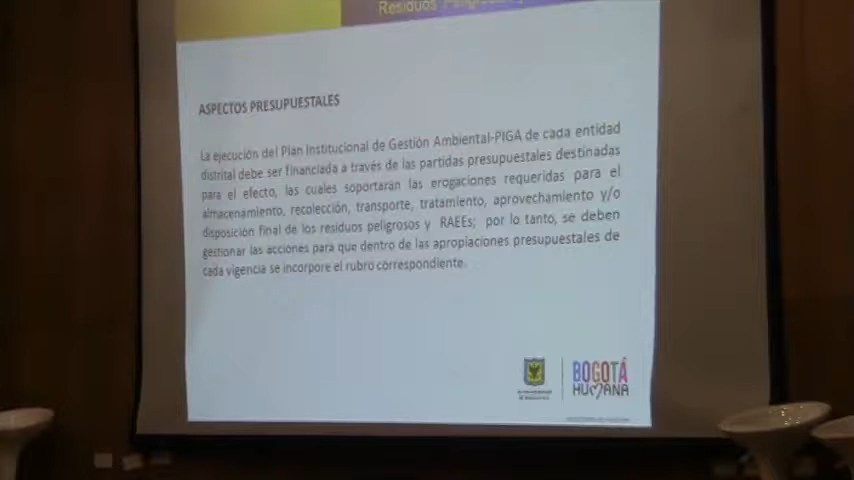 Residuos
ASPECTOS PRESUPUESTALES
La ejecución del Plan Institucional de Gestión Ambiental-PIGA de cada entidad
distrital debe ser financiada a través de las partidas presupuestales destinadas
para el efecto, las cuales soportarán las erogaciones requeridas para el
almacenamiento, recolección, transporte, tratamiento, aprovechamiento y/o
disposición final de los residuos peligrosos y RAEEs; por lo tanto, se deben
gestionar las acciones para que dentro de las apropiaciones presupuestales de
cada vigencia se incorpore el rubro correspondiente.
BOGOTÁ
HUMANA